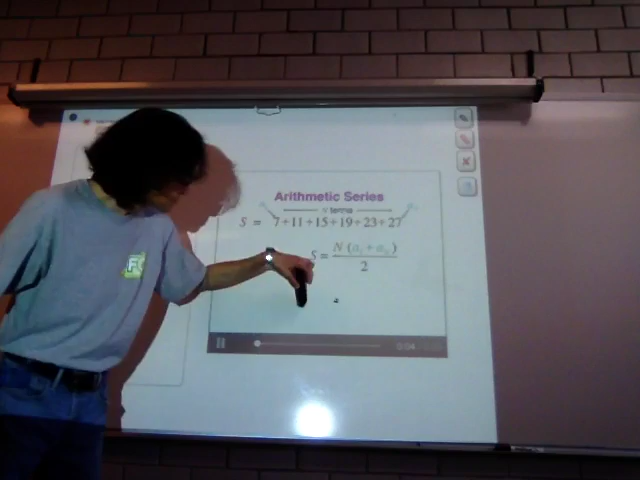 Arithmetic Series
N terms
S = 7+11+15+19+23+27
S = N (a₁ + aₙ) / 2
0:04